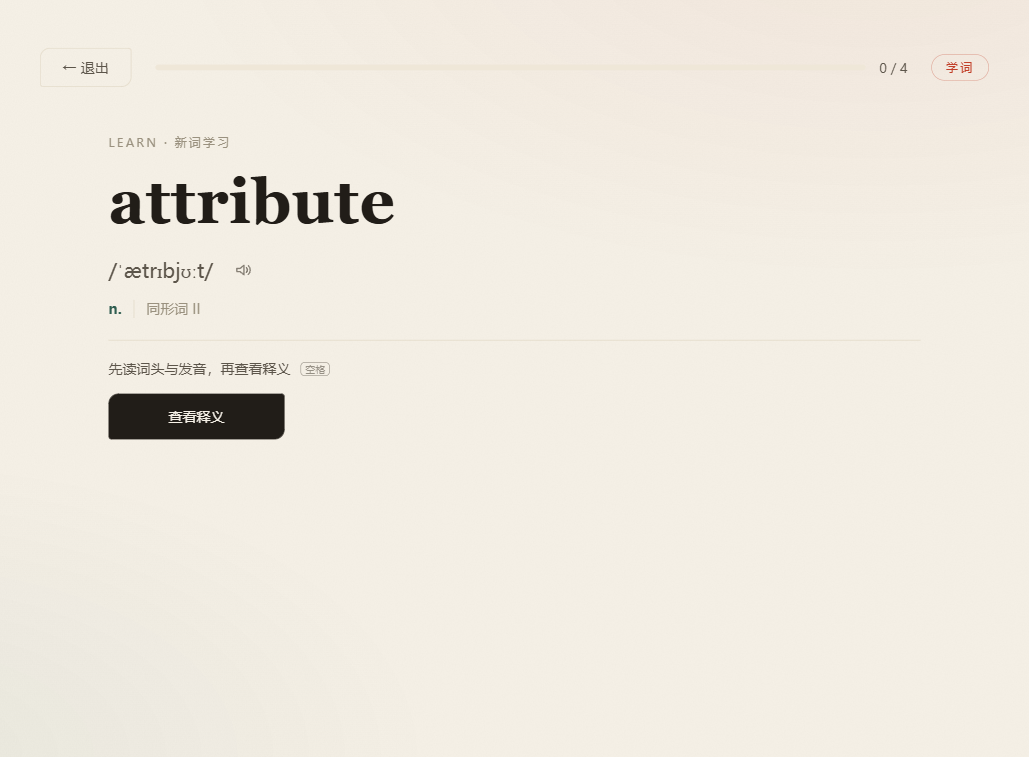 ← 退出
0 / 4
学词
LEARN · 新词学习
attribute
/ˈætrɪbjʊːt/
n.
同形词 II
先读词头与发音，再查看释义 空格
查看释义